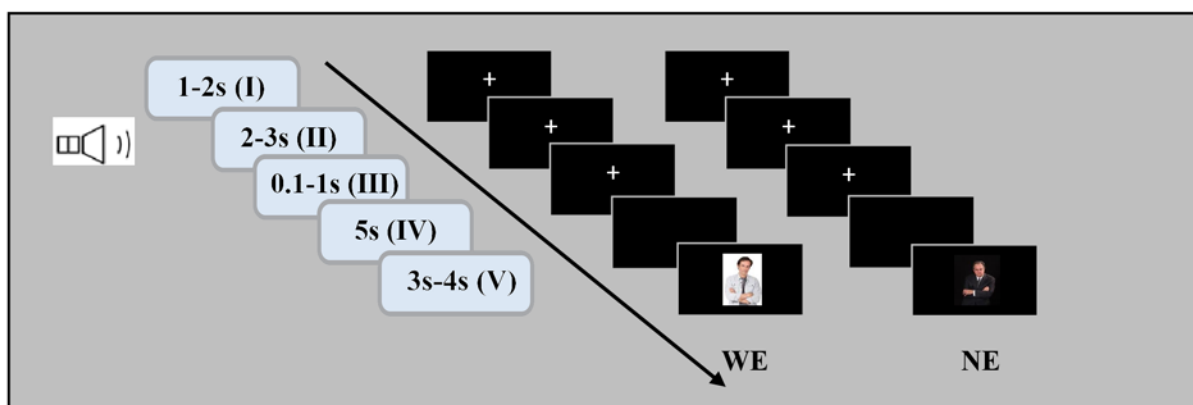 1-2s (I)
2-3s (II)
0.1-1s (III)
5s (IV)
3s-4s (V)
WE
NE